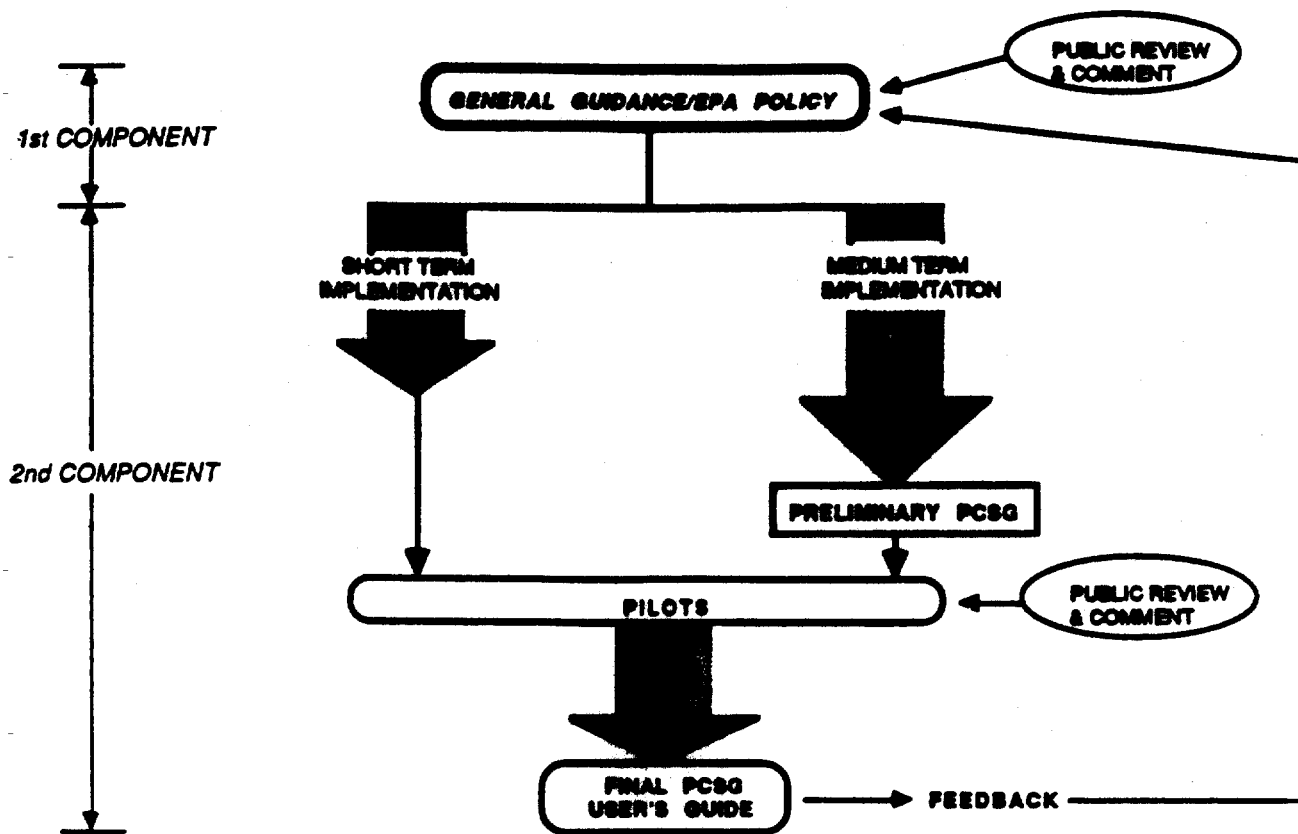 PUBLIC REVIEW
& COMMENT
GENERAL GUIDANCE/EPA POLICY
1st COMPONENT
SHORT TERM
IMPLEMENTATION
MEDIUM TERM
IMPLEMENTATION
2nd COMPONENT
PRELIMINARY PCSG
PILOTS
PUBLIC REVIEW
& COMMENT
FINAL PCSG
USER'S GUIDE
FEEDBACK